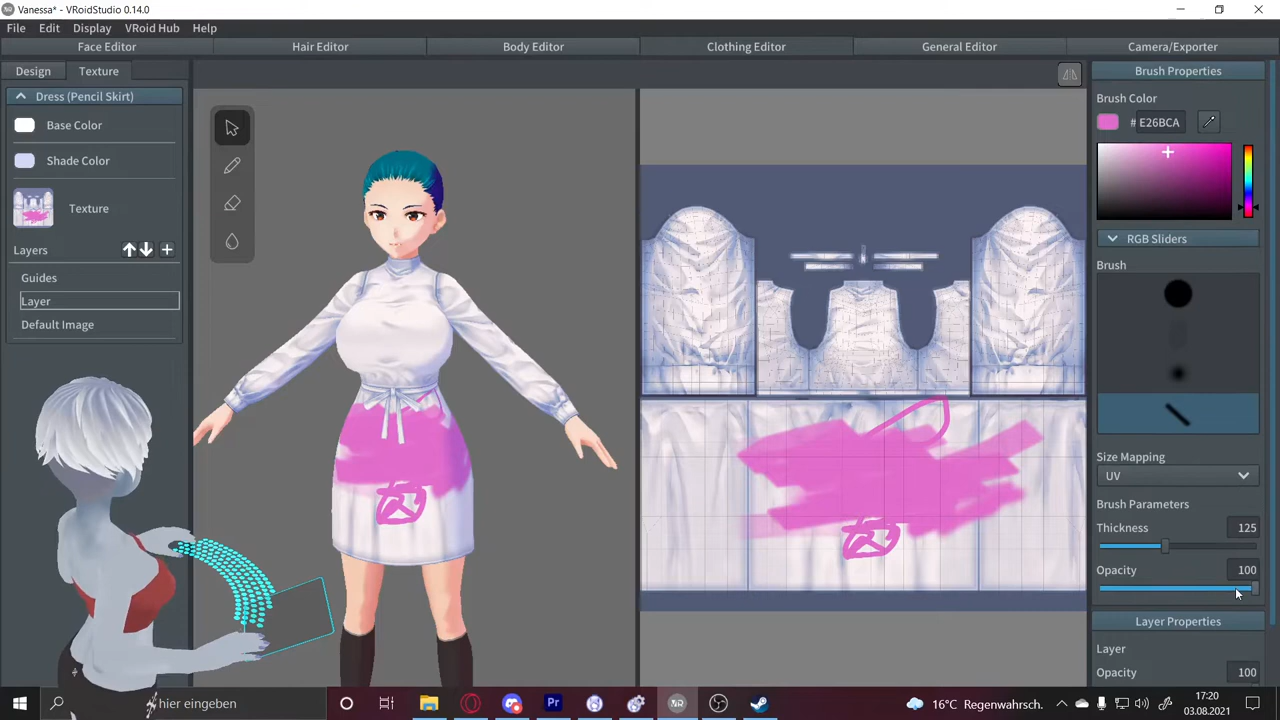 Vanessa* - VRoidStudio 0.14.0
File Edit Display VRoid Hub Help
Face Editor Hair Editor Body Editor Clothing Editor General Editor Camera/Exporter
Design Texture
Dress (Pencil Skirt)
Base Color
Shade Color
Texture
Layers
Guides
Layer
Default Image
Brush Properties
Brush Color
# E26BCA
RGB Sliders
Brush
Size Mapping
UV
Brush Parameters
Thickness 125
Opacity 100
Layer Properties
Layer
Opacity 100
hier eingeben
Pr
16°C Regenwahrsch.
17:20
03.08.2021